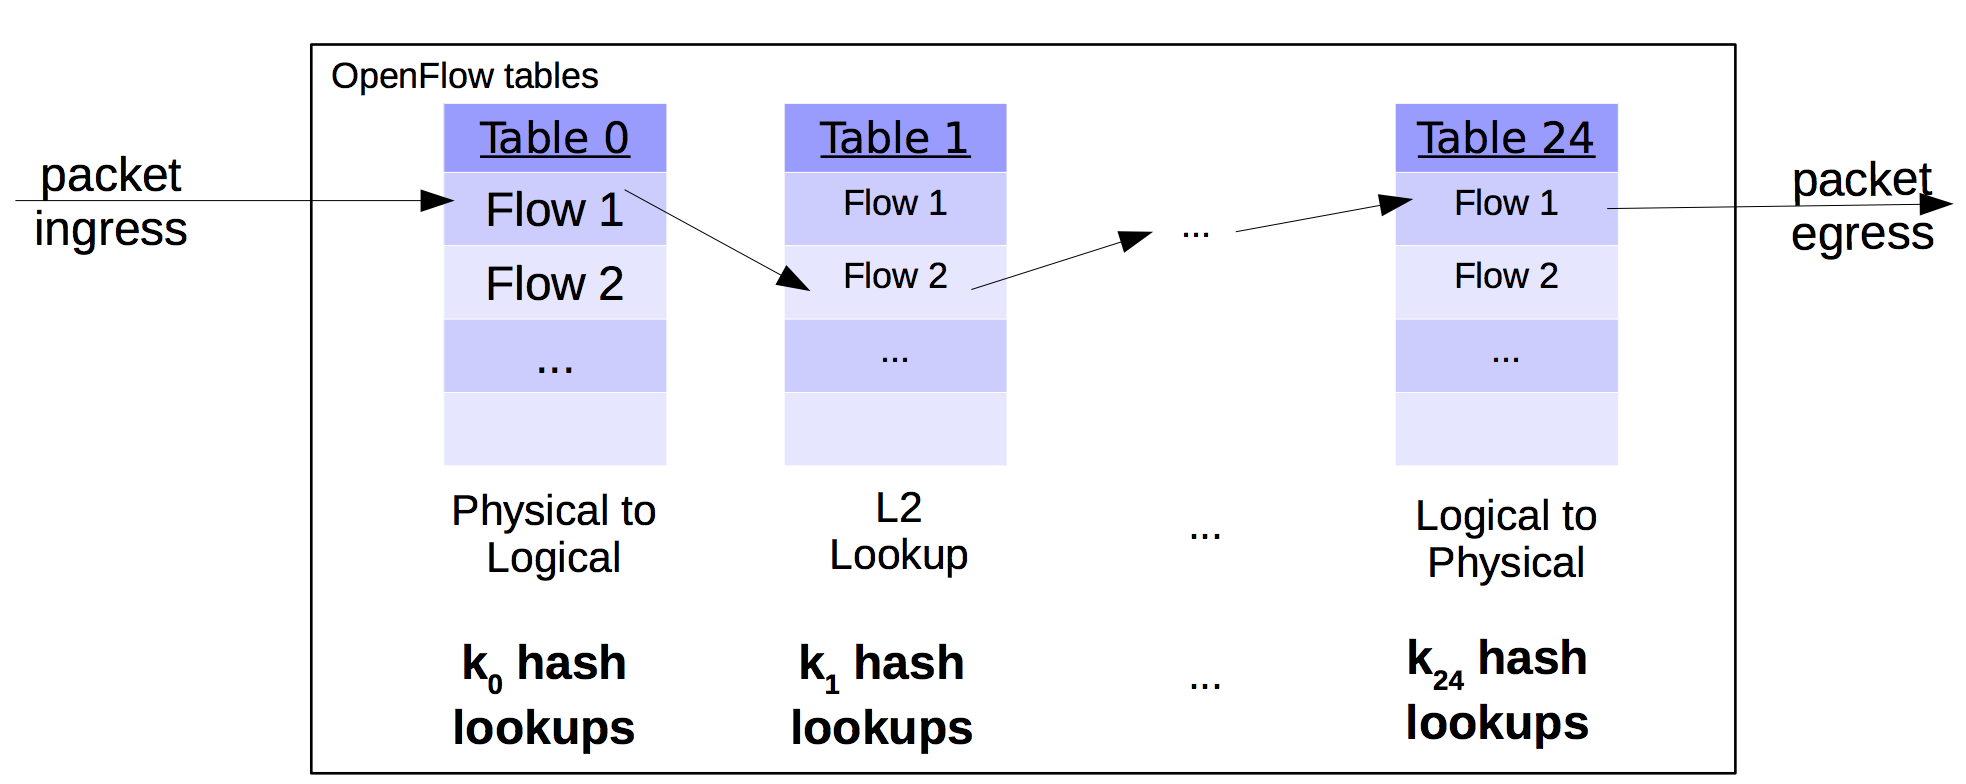 OpenFlow tables
packet
ingress
Table 0
Flow 1
Flow 2
...
Physical to
Logical
k0 hash
lookups
Table 1
Flow 1
Flow 2
...
L2
Lookup
k1 hash
lookups
...
...
...
Table 24
Flow 1
Flow 2
...
Logical to
Physical
k24 hash
lookups
packet
egress